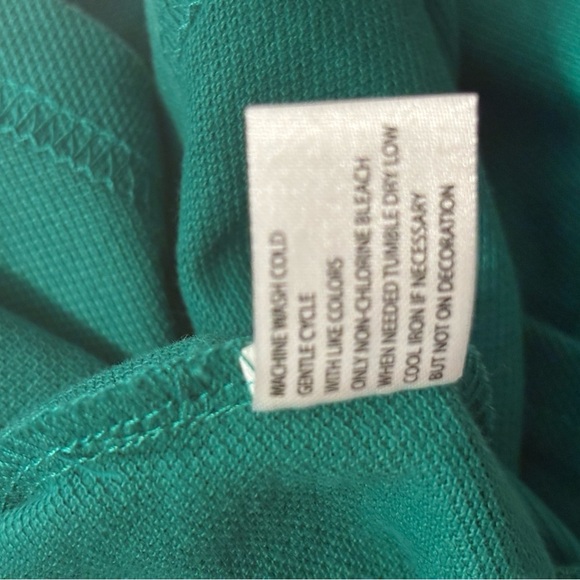 MACHINE WASH COLD
GENTLE CYCLE
WITH LIKE COLORS
ONLY NON-CHLORINE BLEACH
WHEN NEEDED TUMBLE DRY LOW
COOL IRON IF NECESSARY
BUT NOT ON DECORATION